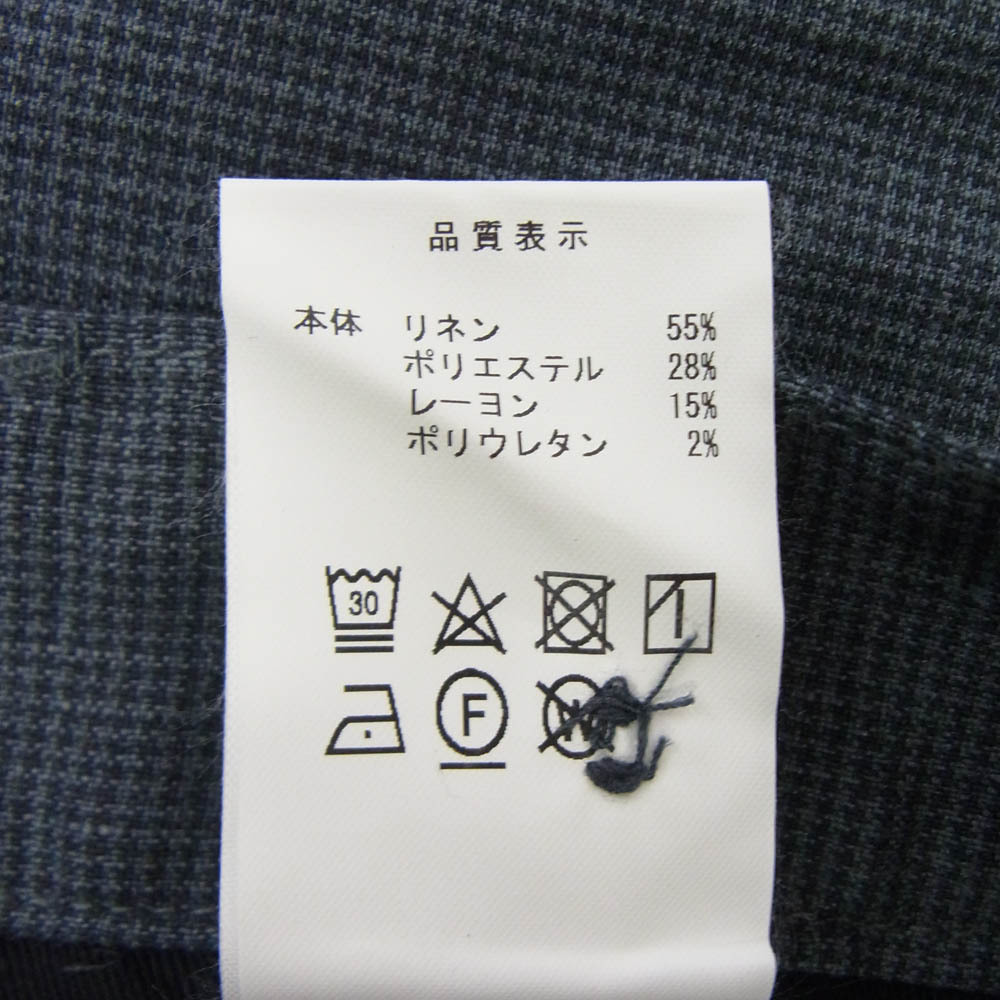 品質表示
本体 リネン 55%
ポリエステル 28%
レーヨン 15%
ポリウレタン 2%
30
F
W